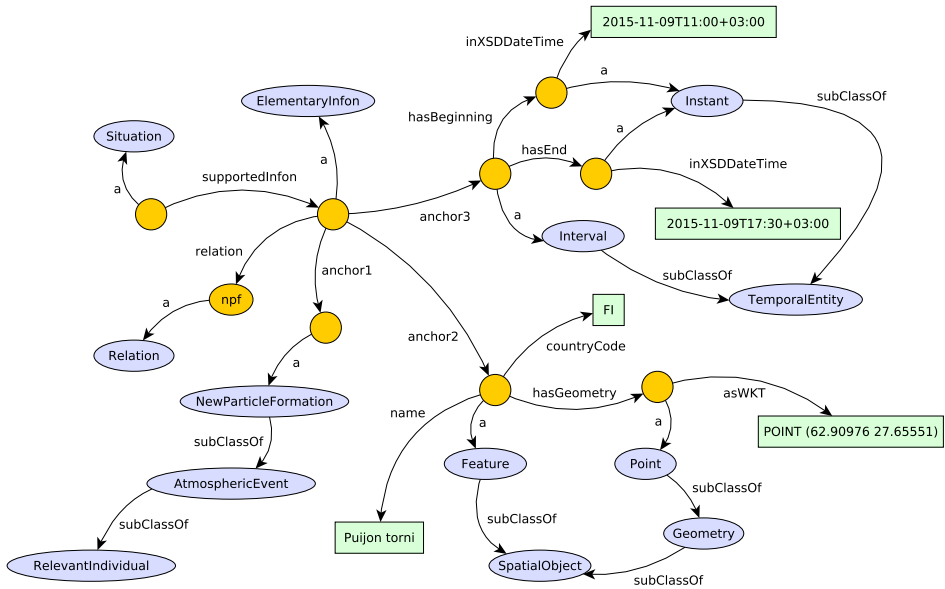 2015-11-09T11:00+03:00
inXSDDateTime
a
ElementaryInfon
Instant
subClassOf
hasBeginning
Situation
a
hasEnd
a
inXSDDateTime
a
supportedInfon
a
anchor3
2015-11-09T17:30+03:00
Interval
relation
anchor1
subClassOf
a
npf
TemporalEntity
FI
anchor2
countryCode
Relation
a
hasGeometry
asWKT
NewParticleFormation
name
a
a
POINT (62.90976 27.65551)
subClassOf
Feature
Point
AtmosphericEvent
subClassOf
subClassOf
subClassOf
Puijon torni
Geometry
RelevantIndividual
SpatialObject
subClassOf